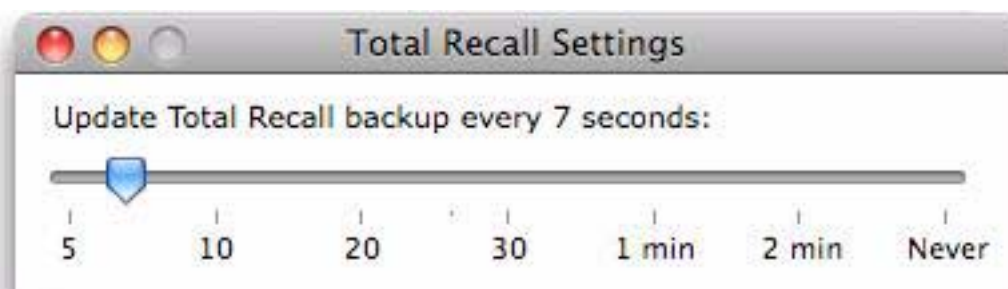 Total Recall Settings
Update Total Recall backup every 7 seconds:
5 10 20 30 1 min 2 min Never